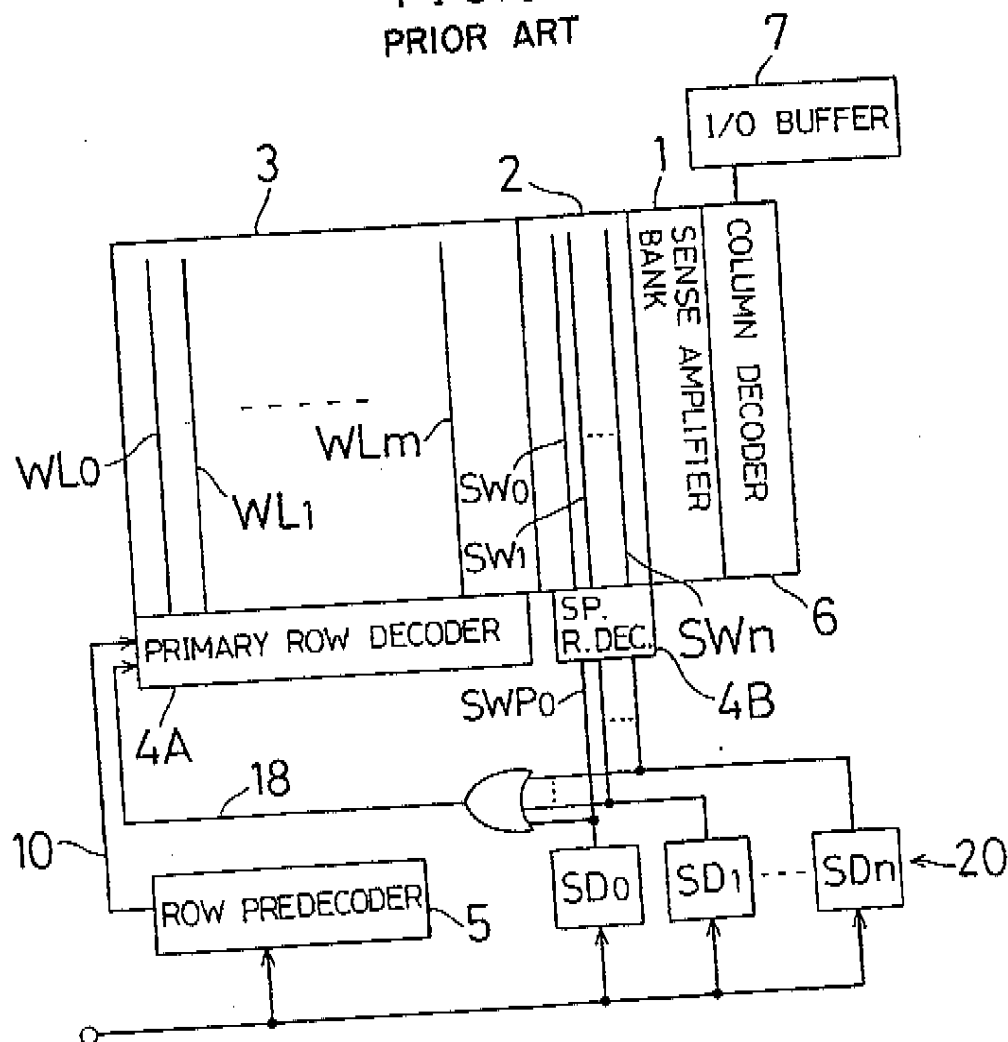 PRIOR ART
7
I/O BUFFER
3
2
1
SENSE AMPLIFIER
BANK
COLUMN DECODER
WL0
WL1
WLm
SW0
SW1
SWn
6
PRIMARY ROW DECODER
SP.
R.DEC.
4A
SWP0
4B
18
10
ROW PREDECODER
5
SD0
SD1
SDn
20